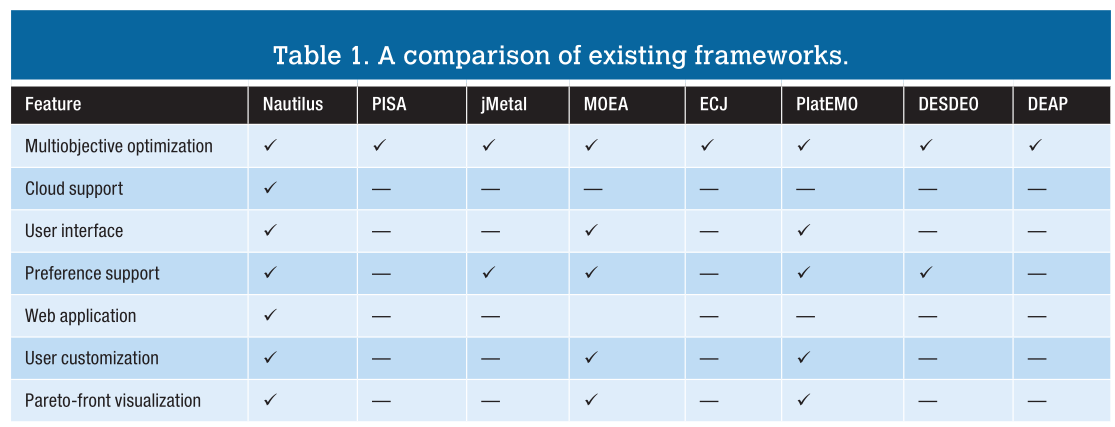 Table 1. A comparison of existing frameworks.
Feature Nautilus PISA jMetal MOEA ECJ PlatEMO DESDEO DEAP
Multiobjective optimization ✓ ✓ ✓ ✓ ✓ ✓ ✓ ✓
Cloud support ✓ — — — — — — —
User interface ✓ — — ✓ — ✓ — —
Preference support ✓ — ✓ ✓ — ✓ ✓ —
Web application ✓ — — — — — —
User customization ✓ — — ✓ — ✓ — —
Pareto-front visualization ✓ — — ✓ — ✓ — —